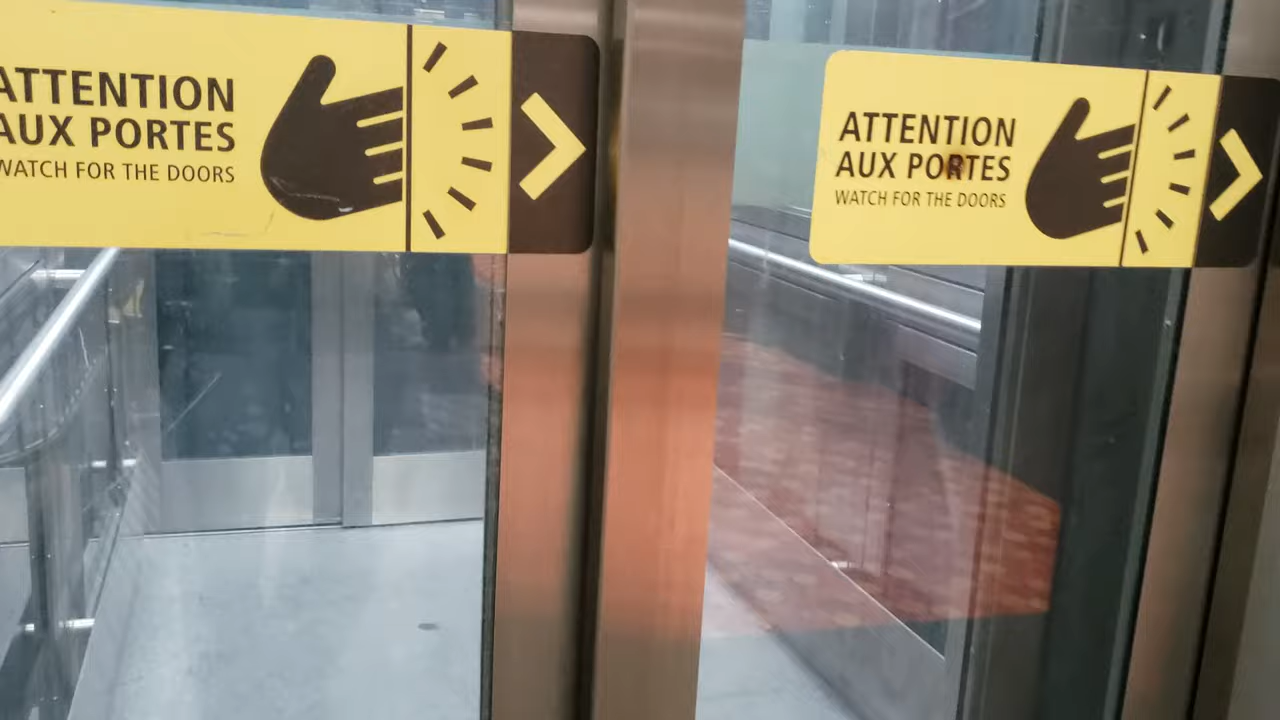 ATTENTION
AUX PORTES
WATCH FOR THE DOORS
ATTENTION
AUX PORTES
WATCH FOR THE DOORS